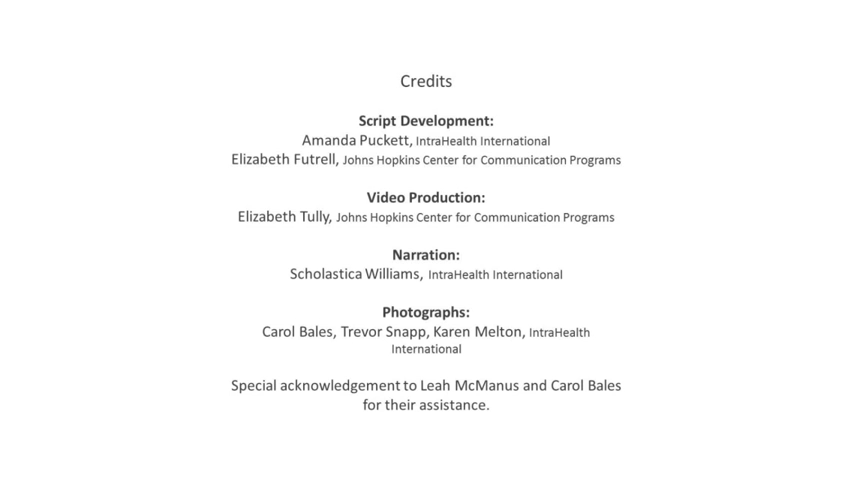 Credits
Script Development:
Amanda Puckett, IntraHealth International
Elizabeth Futrell, Johns Hopkins Center for Communication Programs
Video Production:
Elizabeth Tully, Johns Hopkins Center for Communication Programs
Narration:
Scholastica Williams, IntraHealth International
Photographs:
Carol Bales, Trevor Snapp, Karen Melton, IntraHealth
International
Special acknowledgement to Leah McManus and Carol Bales
for their assistance.